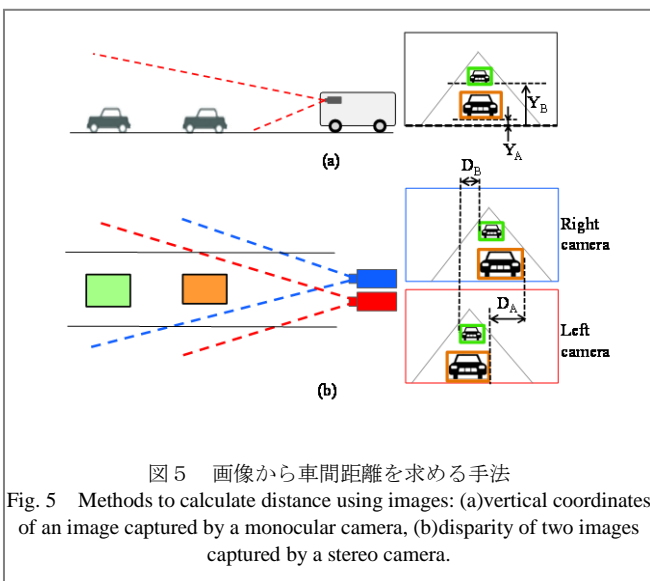 Y_B
Y_A
(a)
D_B
Right
camera
D_A
Left
camera
(b)
図５　画像から車間距離を求める手法
Fig. 5　Methods to calculate distance using images: (a)vertical coordinates
of an image captured by a monocular camera, (b)disparity of two images
captured by a stereo camera.